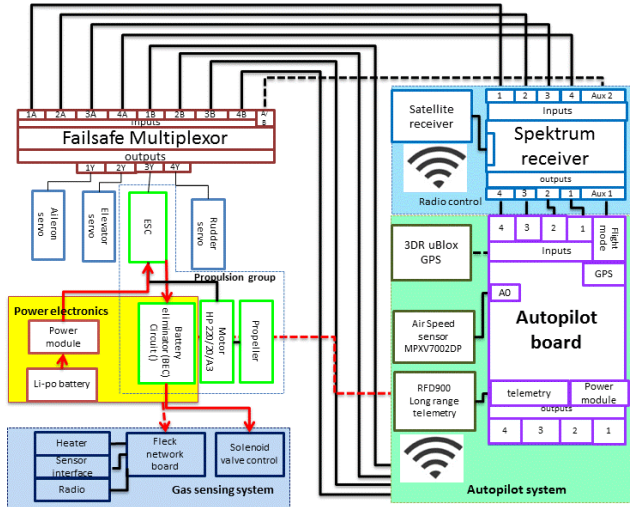 1A 2A 3A 4A 1B 2B 3B 4B A/
B
inputs
Failsafe Multiplexor
outputs
1Y 2Y 3Y 4Y
Aileron
servo
Elevator
servo
ESC
Rudder
servo
Propulsion group
Power electronics
Power
module
Li-po battery
Battery
eliminator (BEC)
Circuit ()
Motor
HP 220/20/A3
Propeller
Heater
Sensor
interface
Radio
Fleck
network
board
Solenoid
valve control
Gas sensing system
1 2 3 4 Aux 2
Inputs
Satellite
receiver
Spektrum
receiver
outputs
Radio control
4 3 2 1 Aux 1
4 3 2 1 Flight
mode
Inputs
3DR uBlox
GPS
GPS
A0
Air Speed
sensor
MPXV7002DP
Autopilot
board
RFD900
Long range
telemetry
telemetry
Power
module
outputs
4 3 2 1
Autopilot system